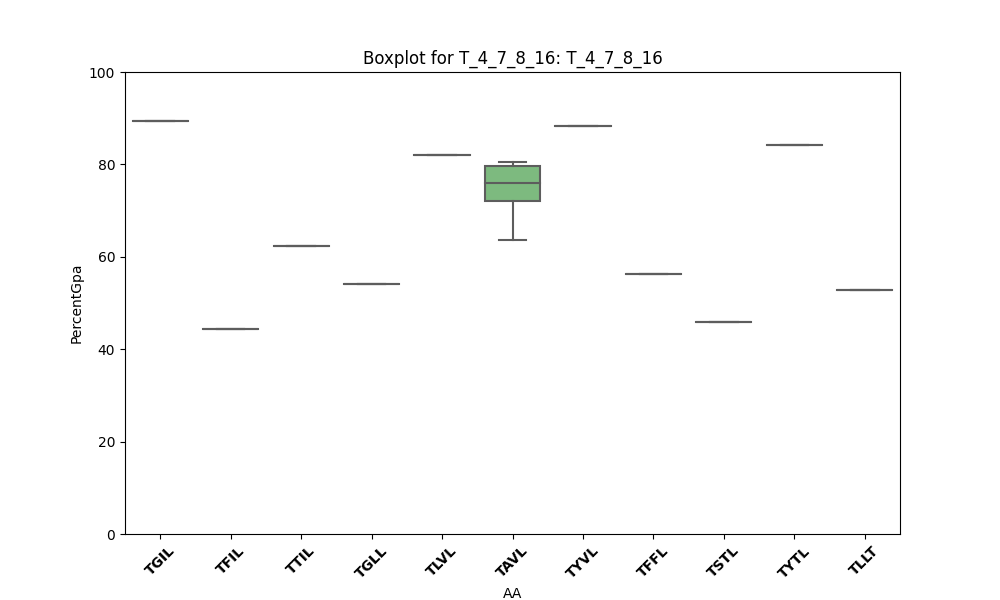 Boxplot for T_4_7_8_16: T_4_7_8_16
100
80
60
40
20
0
PercentGpa
TGIL
TFIL
TTIL
TGLL
TLVL
TAVL
TYVL
TFFL
TSTL
TYTL
TLLT
AA